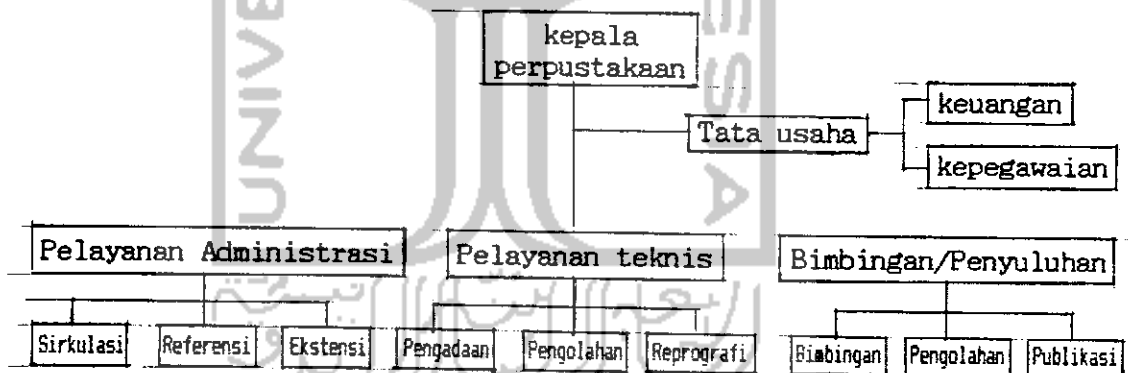 kepala
perpustakaan
keuangan
Tata usaha
kepegawaian
Pelayanan Administrasi
Pelayanan teknis
Bimbingan/Penyuluhan
Sirkulasi
Referensi
Ekstensi
Pengadaan
Pengolahan
Reprografi
Bimbingan
Pengolahan
Publikasi